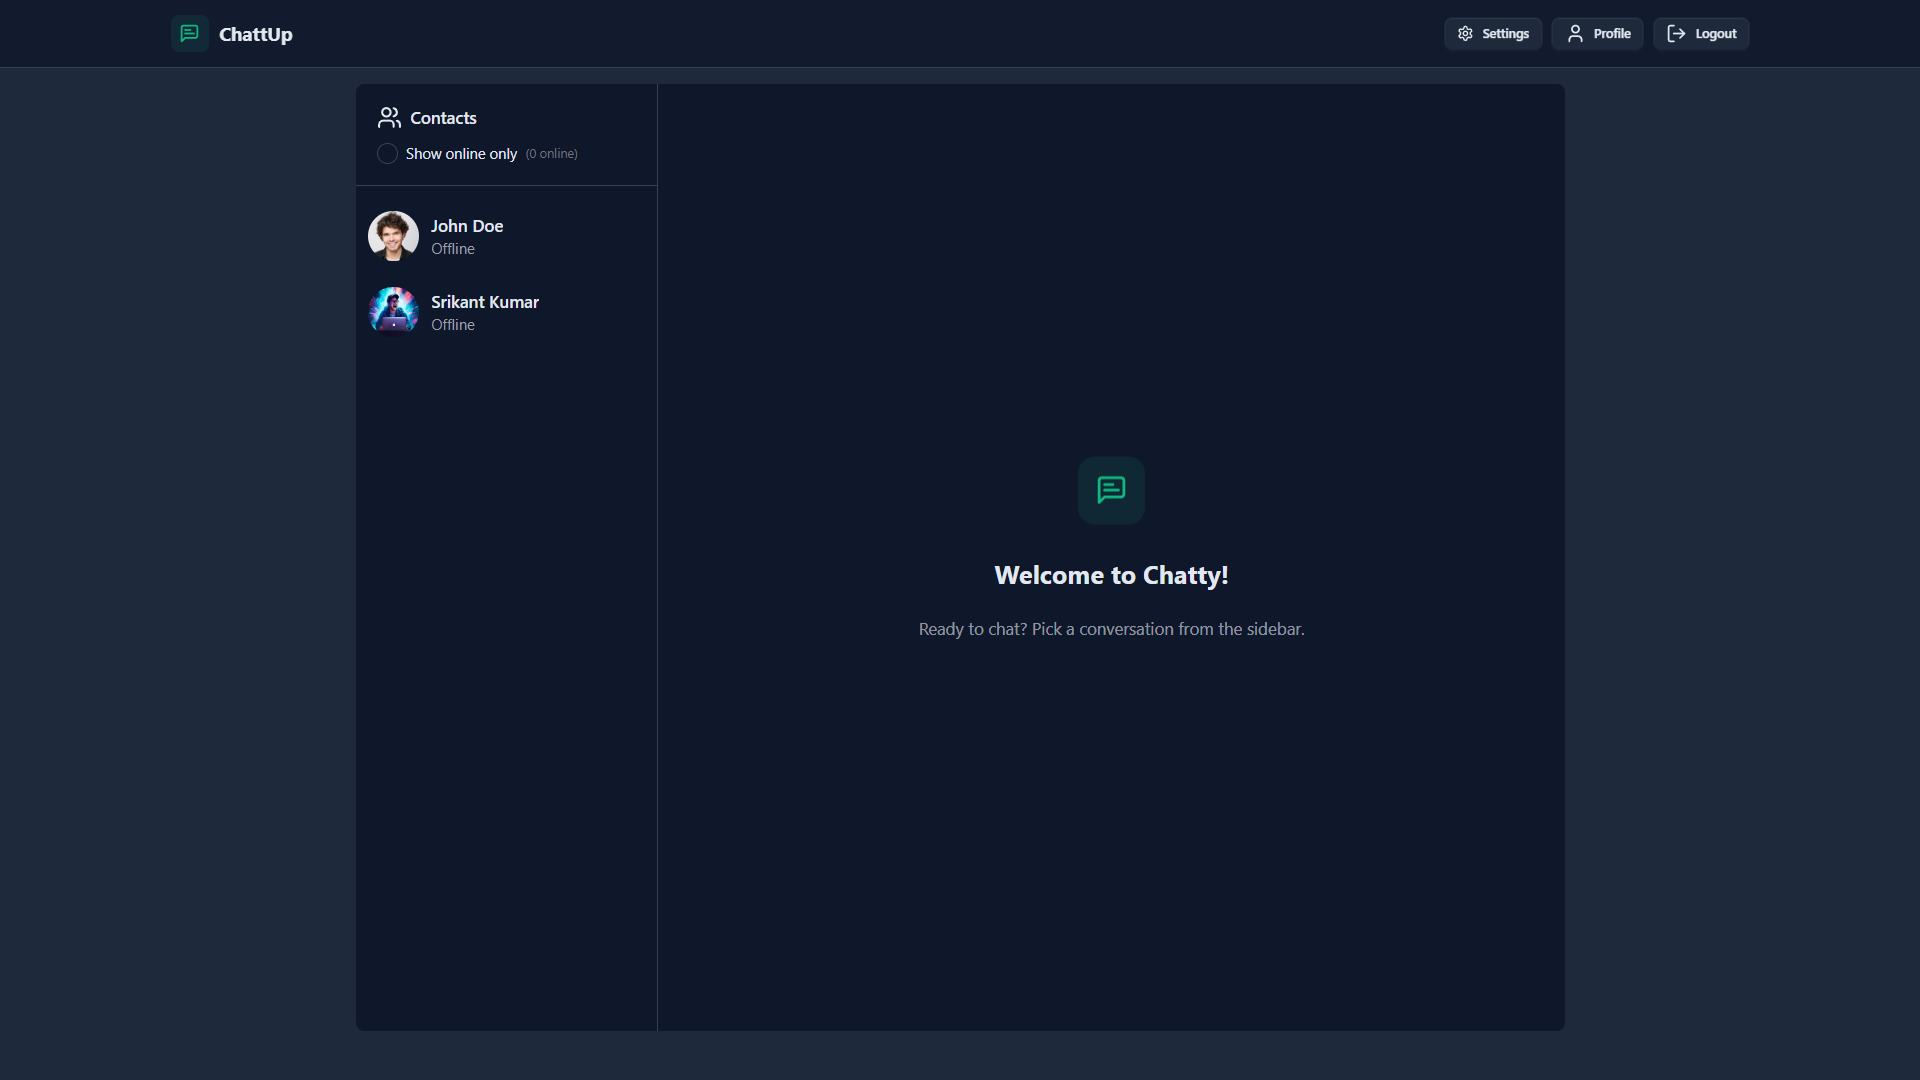 ChattUp
Settings
Profile
Logout
Contacts
Show online only (0 online)
John Doe
Offline
Srikant Kumar
Offline
Welcome to Chatty!
Ready to chat? Pick a conversation from the sidebar.